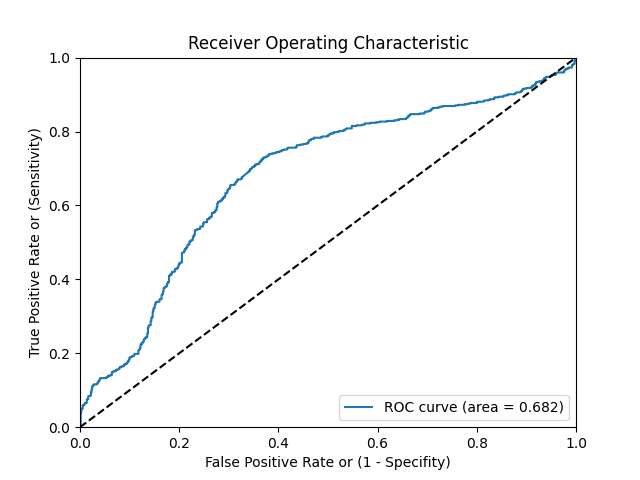 Receiver Operating Characteristic
1.0
0.8
0.6
0.4
0.2
0.0
True Positive Rate or (Sensitivity)
ROC curve (area = 0.682)
0.0 0.2 0.4 0.6 0.8 1.0
False Positive Rate or (1 - Specifity)